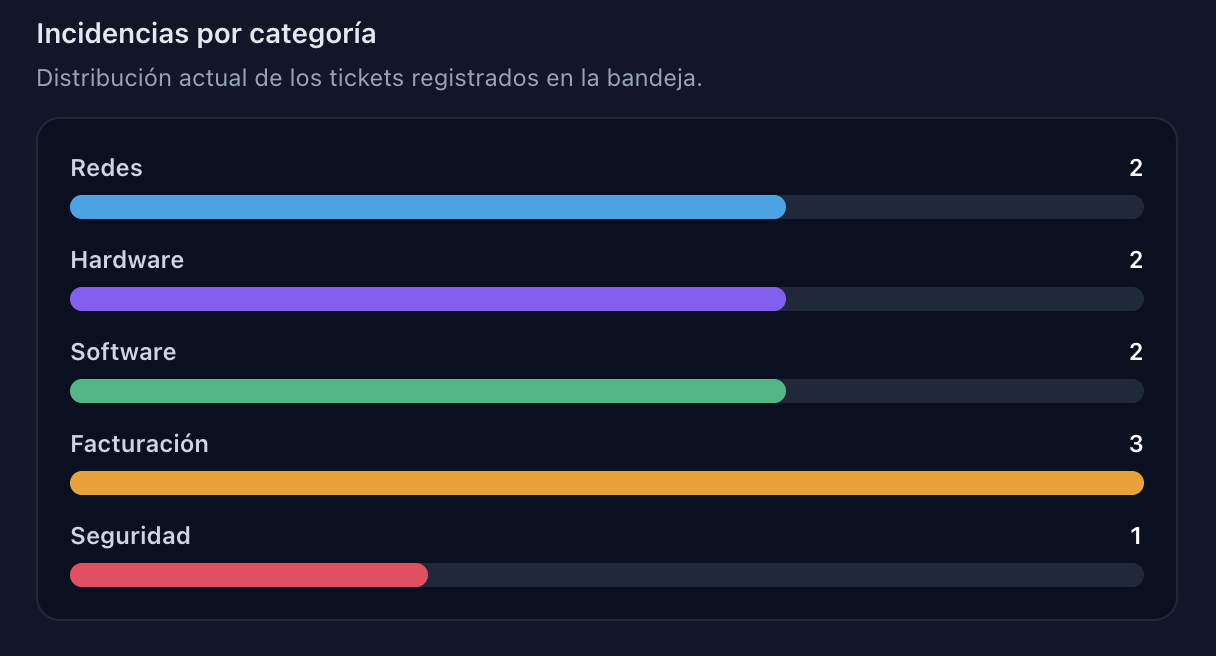 Incidencias por categoría
Distribución actual de los tickets registrados en la bandeja.
Redes 2
Hardware 2
Software 2
Facturación 3
Seguridad 1